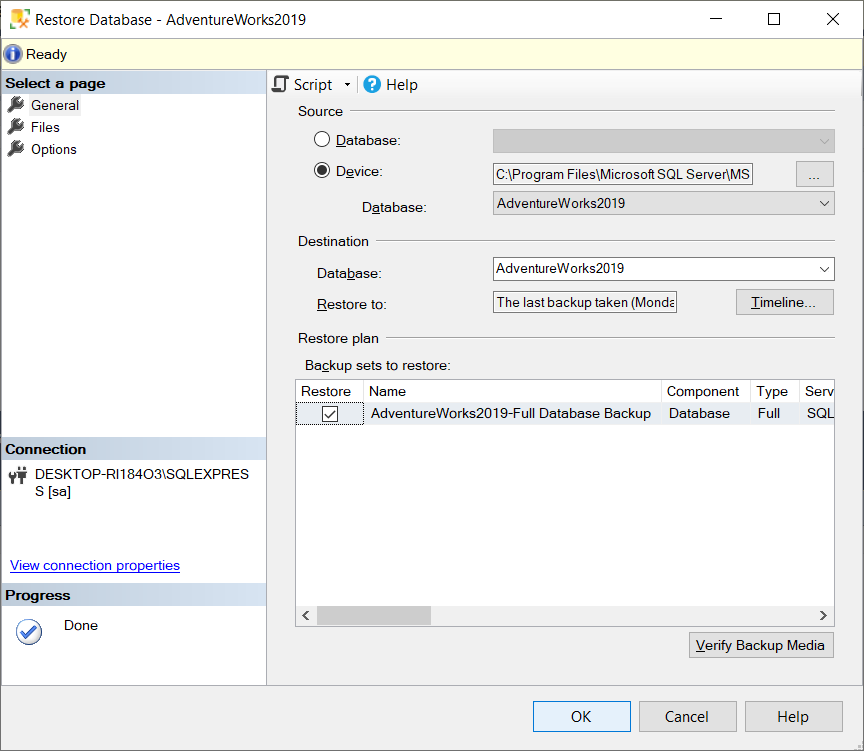 Restore Database - AdventureWorks2019
Ready
Select a page
General
Files
Options
Connection
DESKTOP-RI184O3\SQLEXPRES
S [sa]
View connection properties
Progress
Done
Script
Help
Source
Database:
Device:
C:\Program Files\Microsoft SQL Server\MS
...
Database:
AdventureWorks2019
Destination
Database:
AdventureWorks2019
Restore to:
The last backup taken (Monda
Timeline...
Restore plan
Backup sets to restore:
Restore Name Component Type Serv
AdventureWorks2019-Full Database Backup Database Full SQL
Verify Backup Media
OK
Cancel
Help